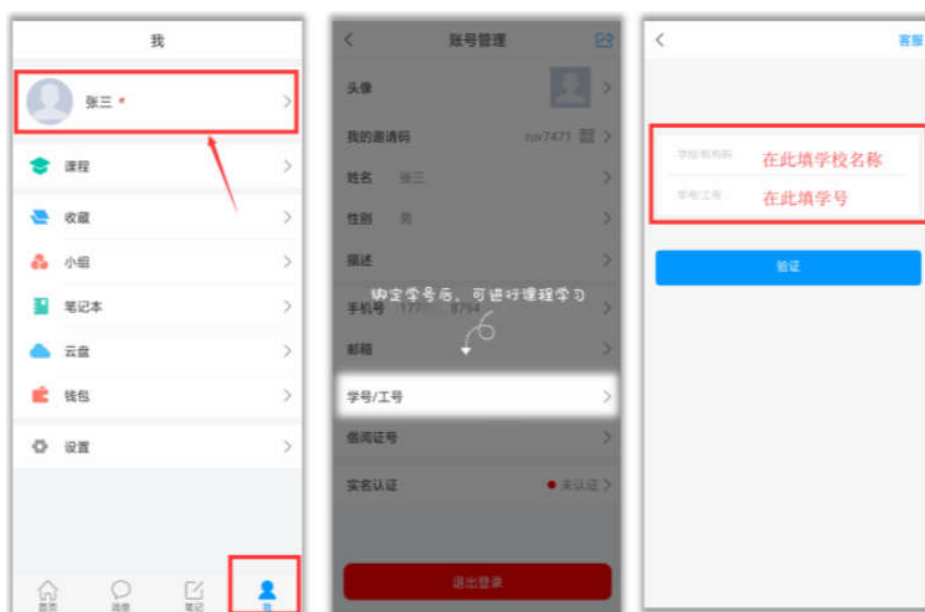 我
张三
课程
收藏
小组
笔记本
云盘
钱包
设置
首页
消息
笔记
我
账号管理
头像
我的邀请码
姓名 张三
性别 男
描述
绑定学号后，可进行课程学习
手机号 177 8794
邮箱
学号/工号
借阅证号
实名认证 未认证
退出登录
客服
在此填学校名称
学号/工号 在此填学号
验证